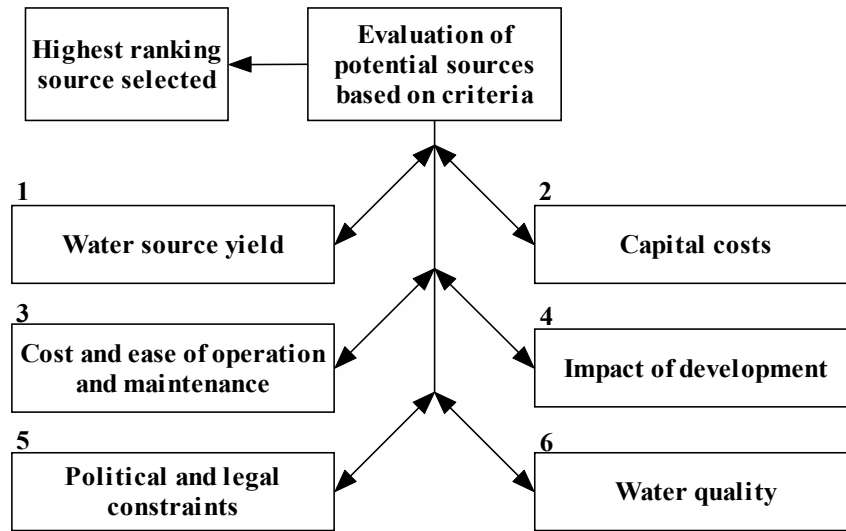 Highest ranking
source selected
Evaluation of
potential sources
based on criteria
1
Water source yield
2
Capital costs
3
Cost and ease of operation
and maintenance
4
Impact of development
5
Political and legal
constraints
6
Water quality